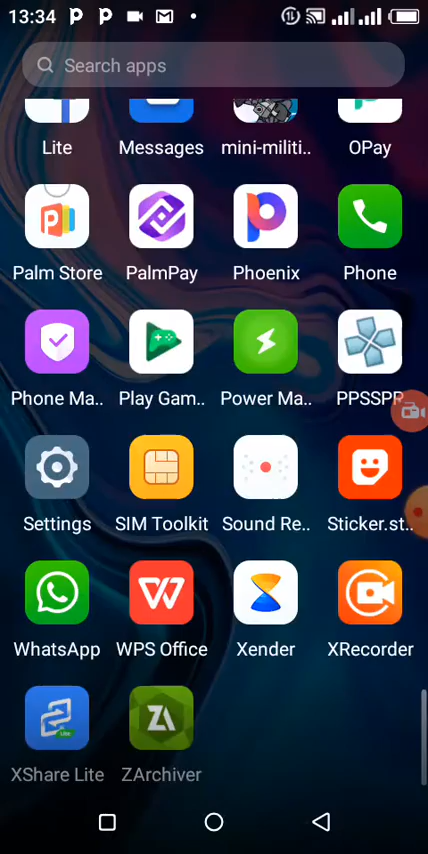 13:34
Search apps
Lite Messages mini-militi.. OPay
Palm Store PalmPay Phoenix Phone
Phone Ma.. Play Gam.. Power Ma.. PPSSPP
Settings SIM Toolkit Sound Re.. Sticker.st..
WhatsApp WPS Office Xender XRecorder
Lite
XShare Lite ZArchiver